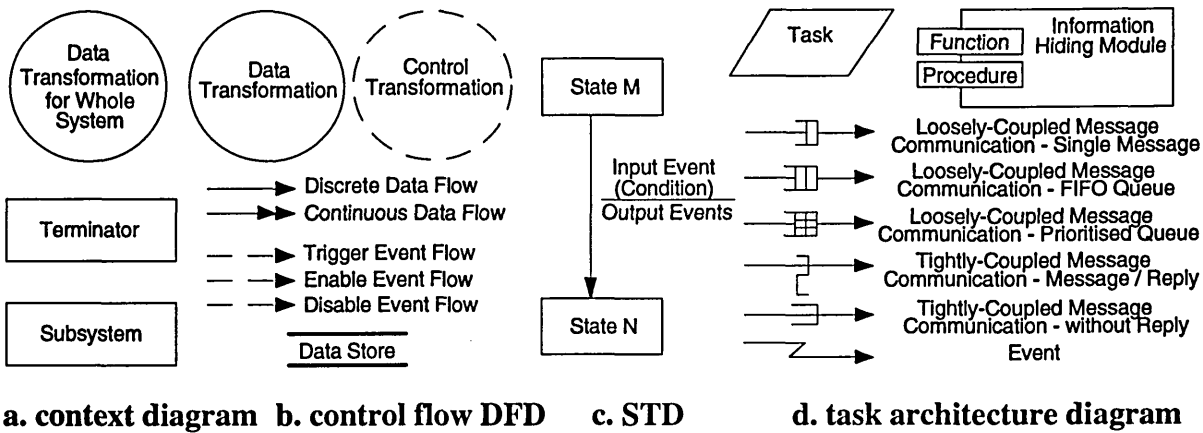 Data
Transformation
for Whole
System
Terminator
Subsystem
Data
Transformation
Control
Transformation
Discrete Data Flow
Continuous Data Flow
Trigger Event Flow
Enable Event Flow
Disable Event Flow
Data Store
State M
Input Event
(Condition)
Output Events
State N
Task
Function
Procedure
Information
Hiding Module
Loosely-Coupled Message
Communication - Single Message
Loosely-Coupled Message
Communication - FIFO Queue
Loosely-Coupled Message
Communication - Prioritised Queue
Tightly-Coupled Message
Communication - Message / Reply
Tightly-Coupled Message
Communication - without Reply
Event
a. context diagram b. control flow DFD c. STD d. task architecture diagram